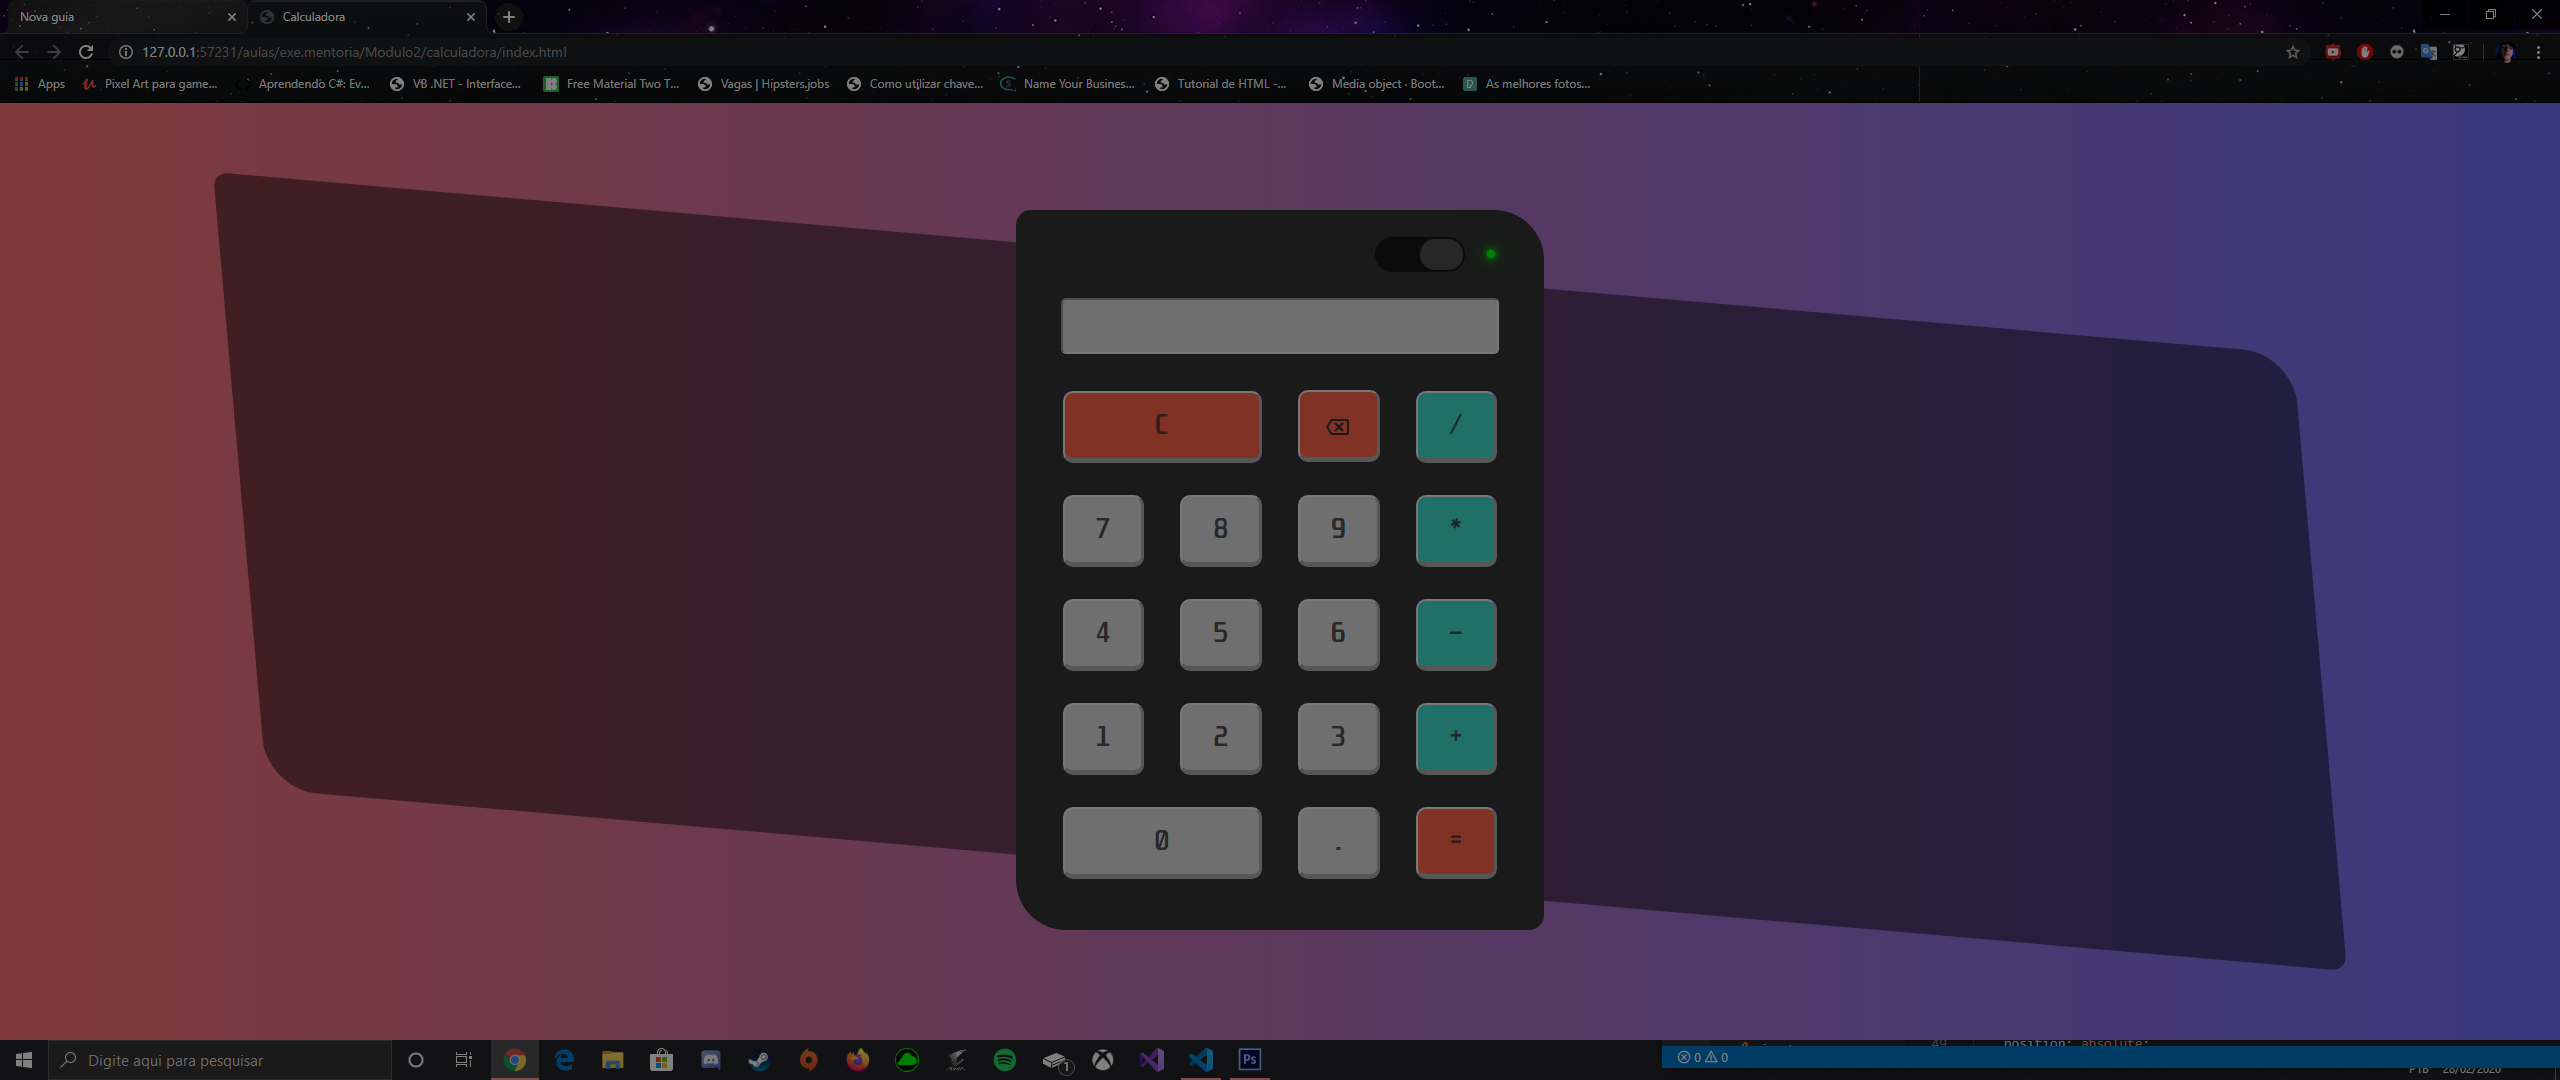 Nova guia
Calculadora
127.0.0.1:57231/aulas/exe.mentoria/Modulo2/calculadora/index.html
Apps
Pixel Art para game...
Aprendendo C#: Ev...
VB .NET - Interface...
Free Material Two T...
Vagas | Hipsters.jobs
Como utilizar chave...
Name Your Busines...
Tutorial de HTML -...
Media object · Boot...
As melhores fotos...
C /
7 8 9 *
4 5 6 -
1 2 3 +
0 . =
49 position: absolute;
Digite aqui para pesquisar
1
Ps
0 0
PTB 28/02/2020